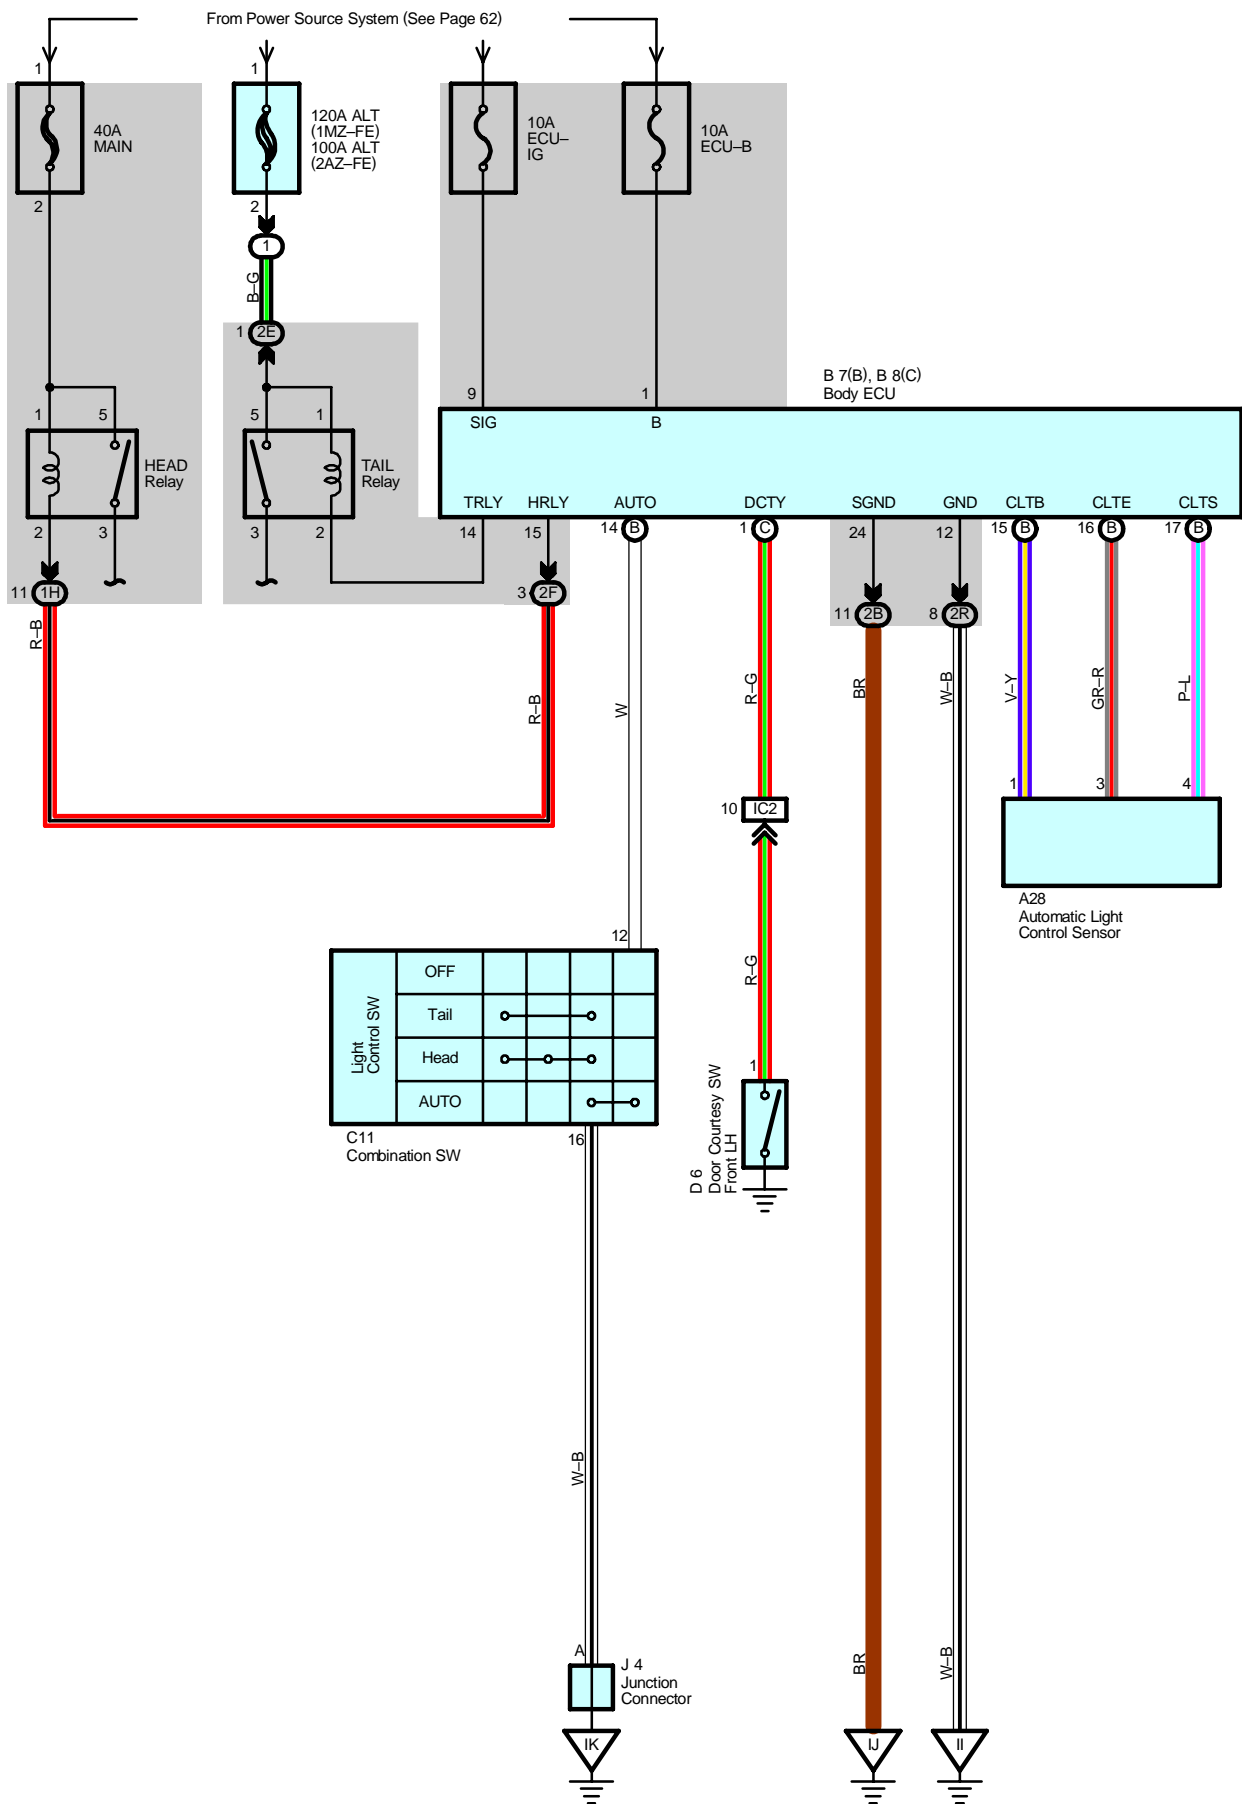 From Power Source System (See Page 62)
1
1
40A
MAIN
120A ALT
(1MZ–FE)
100A ALT
(2AZ–FE)
10A
ECU–
IG
10A
ECU–B
2
2
1
B–G
1
2E
B 7(B), B 8(C)
Body ECU
1
5
5
1
9
1
SIG
B
HEAD
Relay
TAIL
Relay
TRLY
HRLY
AUTO
DCTY
SGND
GND
CLTB
CLTE
CLTS
2
3
3
2
14
15
14
B
1
C
24
12
15
B
16
B
17
B
11
1H
3
2F
11
2B
8
2R
R–B
R–B
W
R–G
BR
W–B
V–Y
GR–R
P–L
10
IC2
1
3
4
A28
Automatic Light
Control Sensor
12
R–G
Light
Control SW
OFF
Tail
Head
AUTO
1
C11
Combination SW
16
D 6
Door Courtesy SW
Front LH
W–B
A
J 4
Junction
Connector
BR
W–B
IK
IJ
II